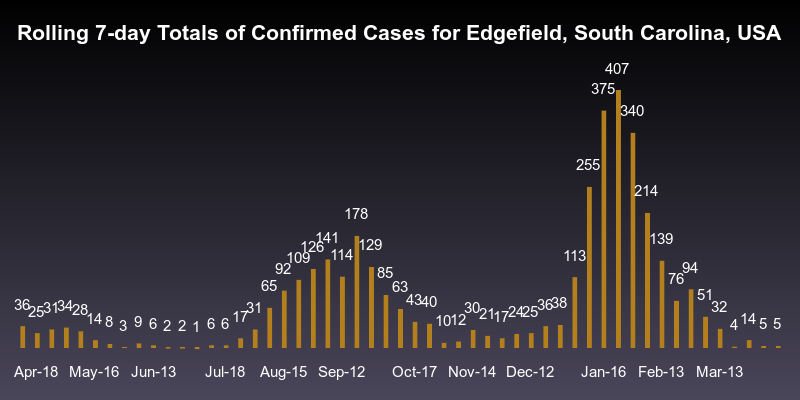 Rolling 7-day Totals of Confirmed Cases for Edgefield, South Carolina, USA
36 25 31 34 28 14 8 3 9 6 2 2 1 6 6 17 31 65 92 109 126 141 114 178 129 85 63 43 40 10 12 30 21 17 24 25 36 38 113 255 375 407 340 214 139 76 94 51 32 4 14 5 5
Apr-18 May-16 Jun-13 Jul-18 Aug-15 Sep-12 Oct-17 Nov-14 Dec-12 Jan-16 Feb-13 Mar-13